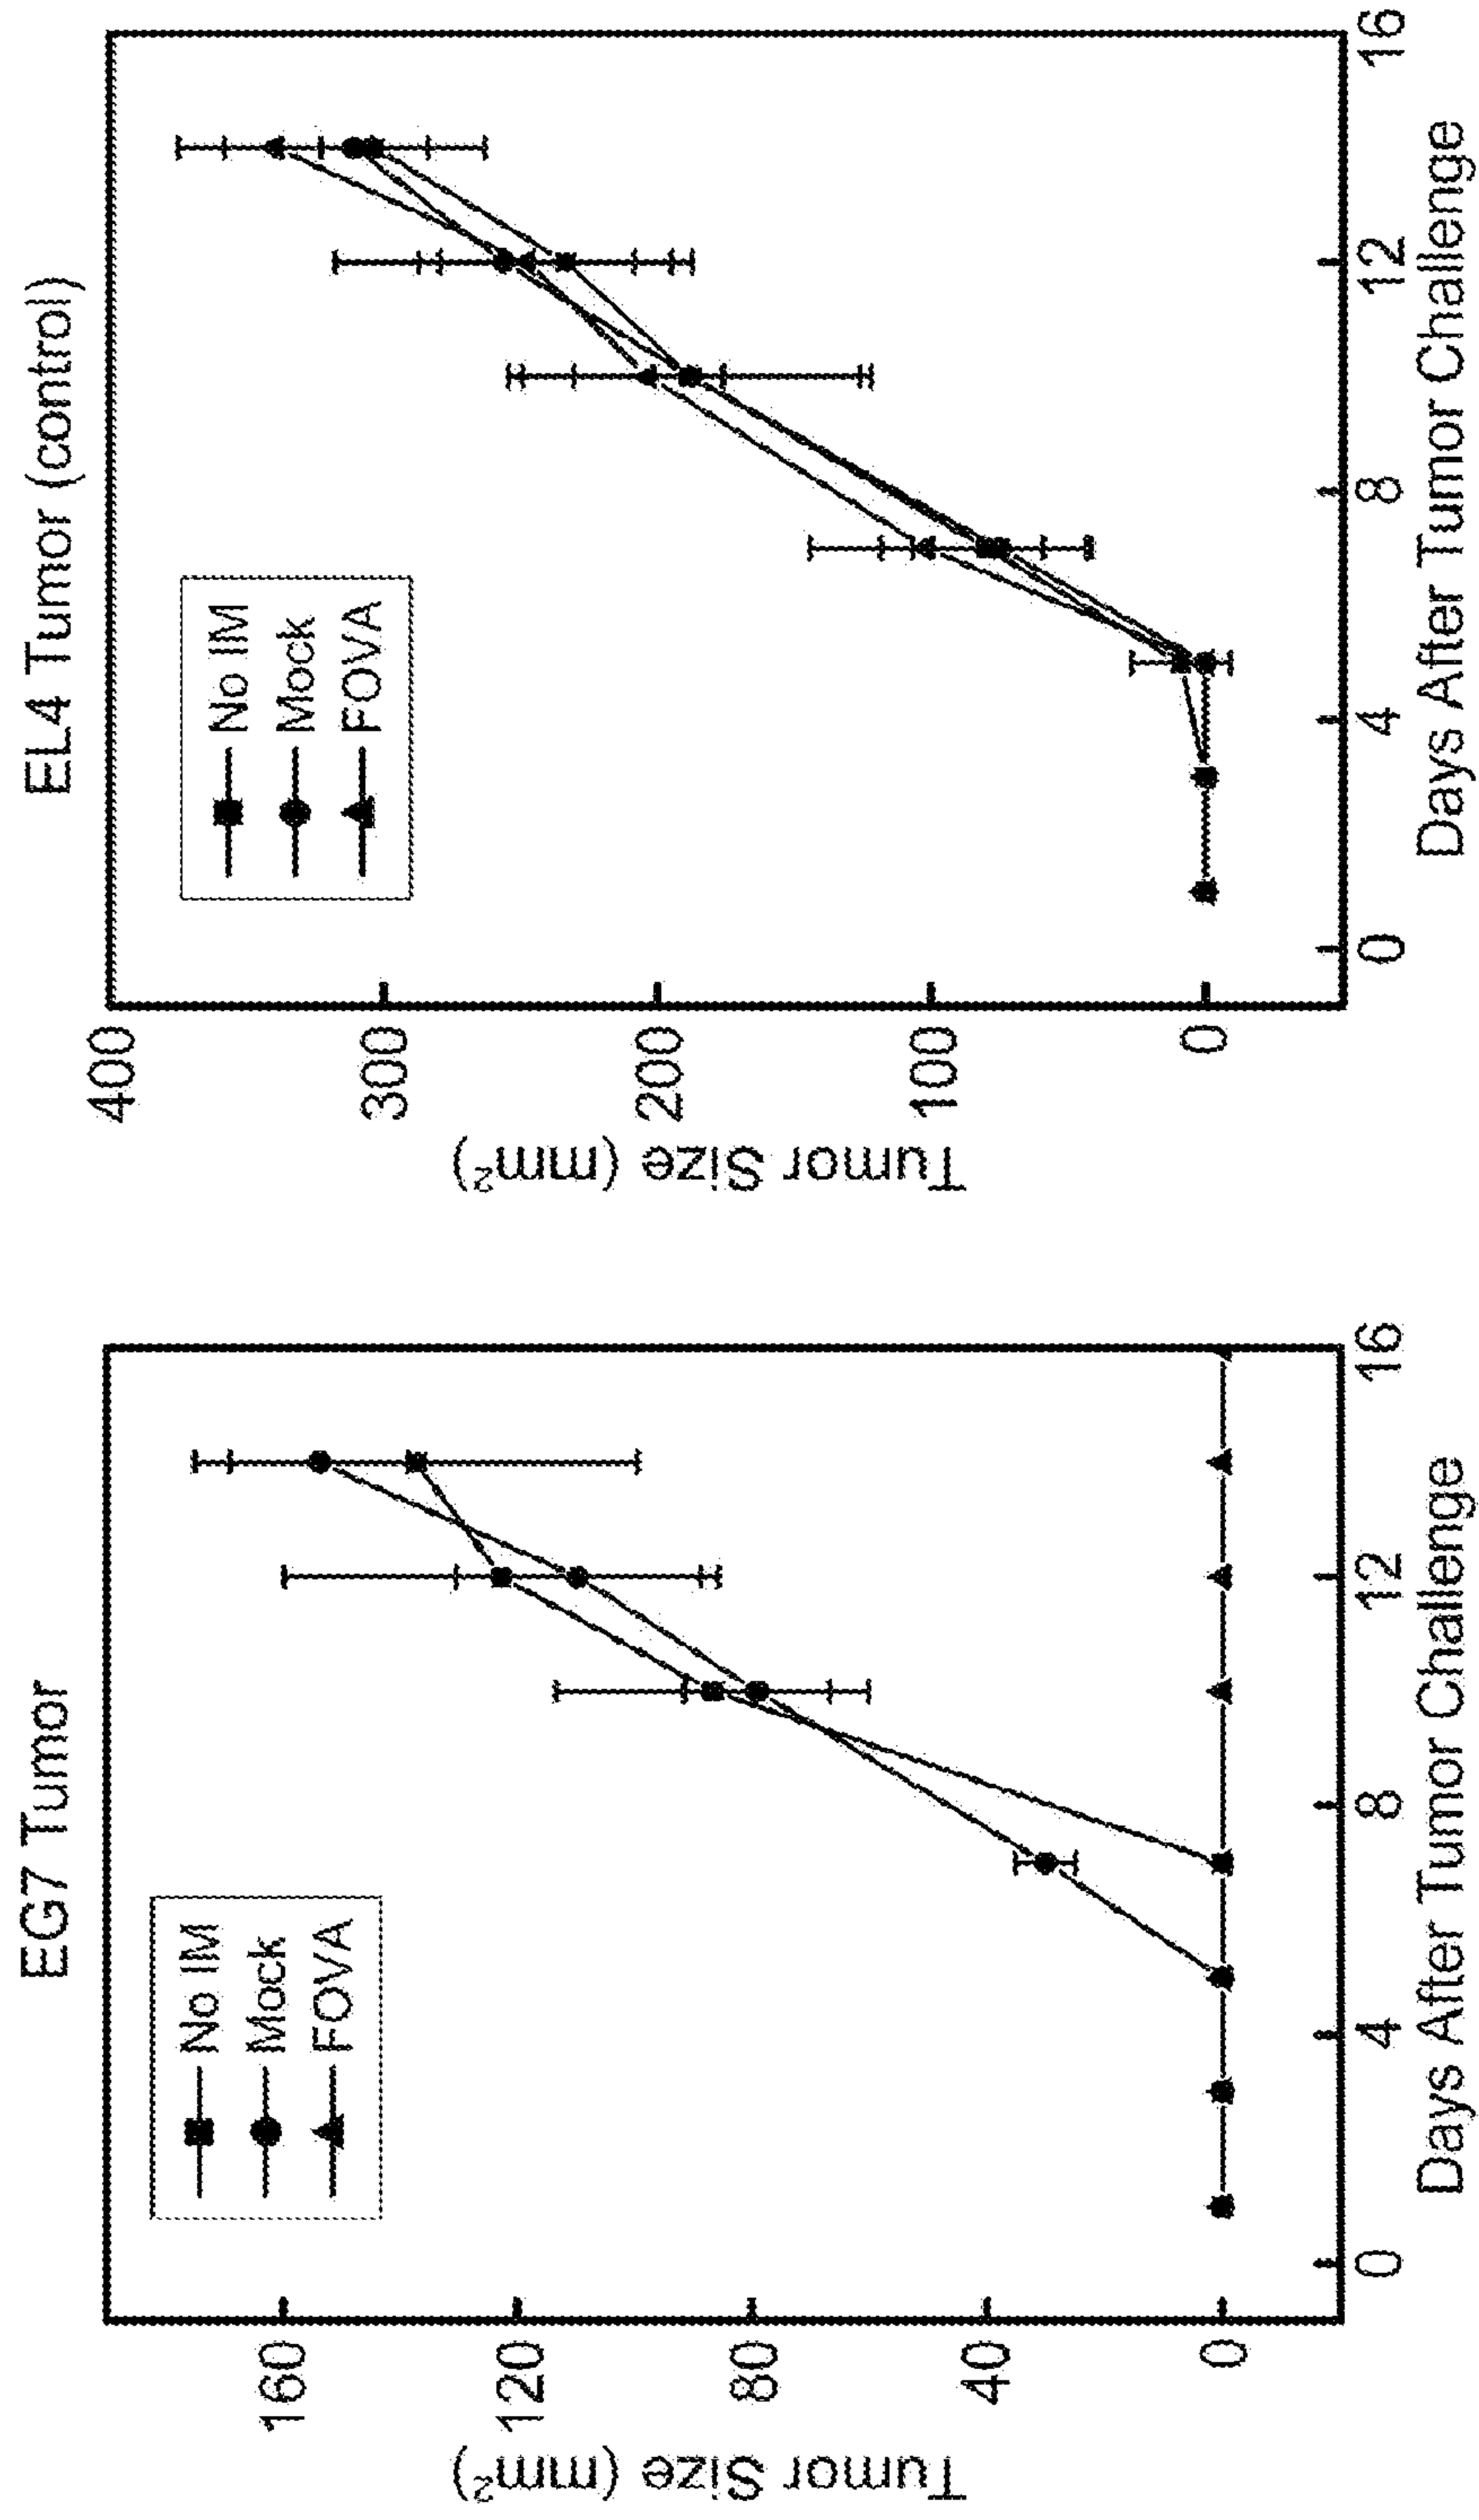 EG7 Tumor
No IM
Mock
FOVA
Tumor Size (mm²)
160
120
80
40
0
0
4
8
12
16
Days After Tumor Challenge
EL4 Tumor (control)
No IM
Mock
FOVA
Tumor Size (mm²)
400
300
200
100
0
0
4
8
12
16
Days After Tumor Challenge